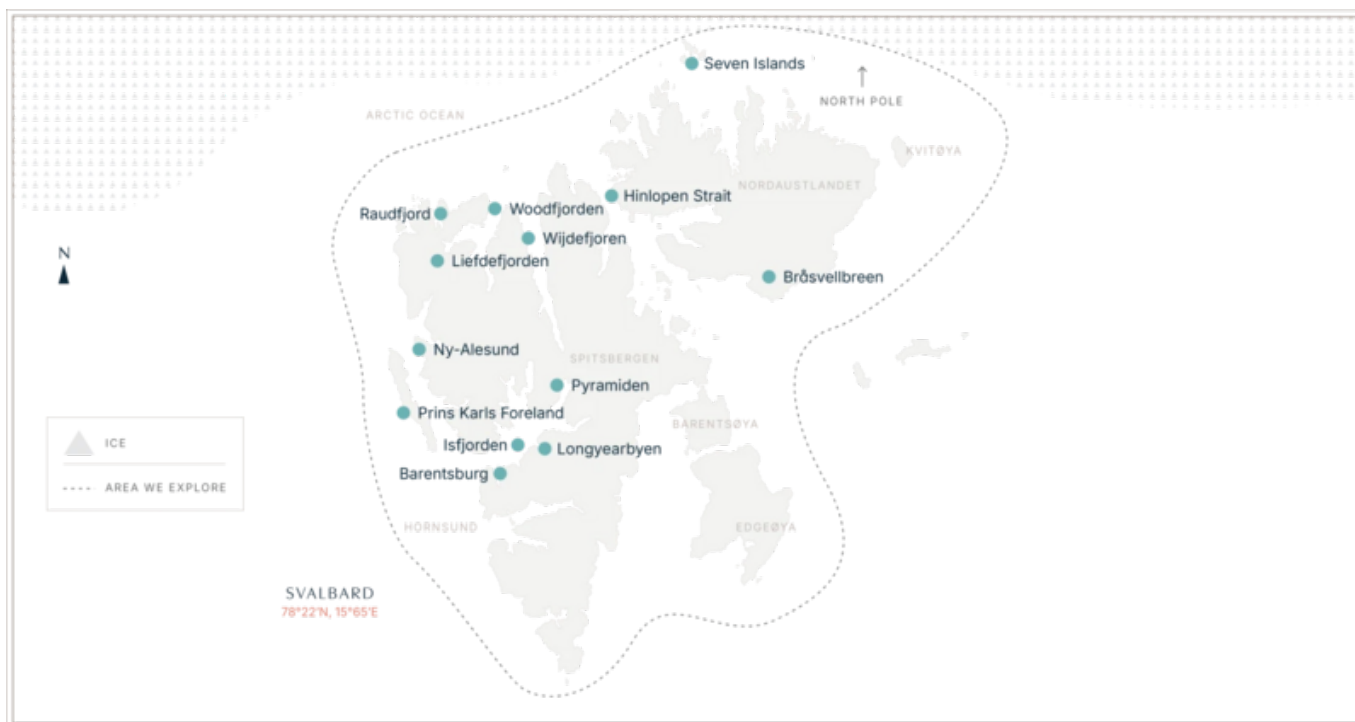 Seven Islands
NORTH POLE
ARCTIC OCEAN
KVITØYA
NORDAUSTLANDET
Hinlopen Strait
Raudfjord
Woodfjorden
Wijdefjoren
N
Liefdefjorden
Bråsvellbreen
Ny-Alesund
SPITSBERGEN
Pyramiden
Prins Karls Foreland
BARENTSØYA
ICE
Isfjorden
Longyearbyen
Barentsburg
AREA WE EXPLORE
HORNSUND
EDGEØYA
SVALBARD
78°22'N, 15°65'E